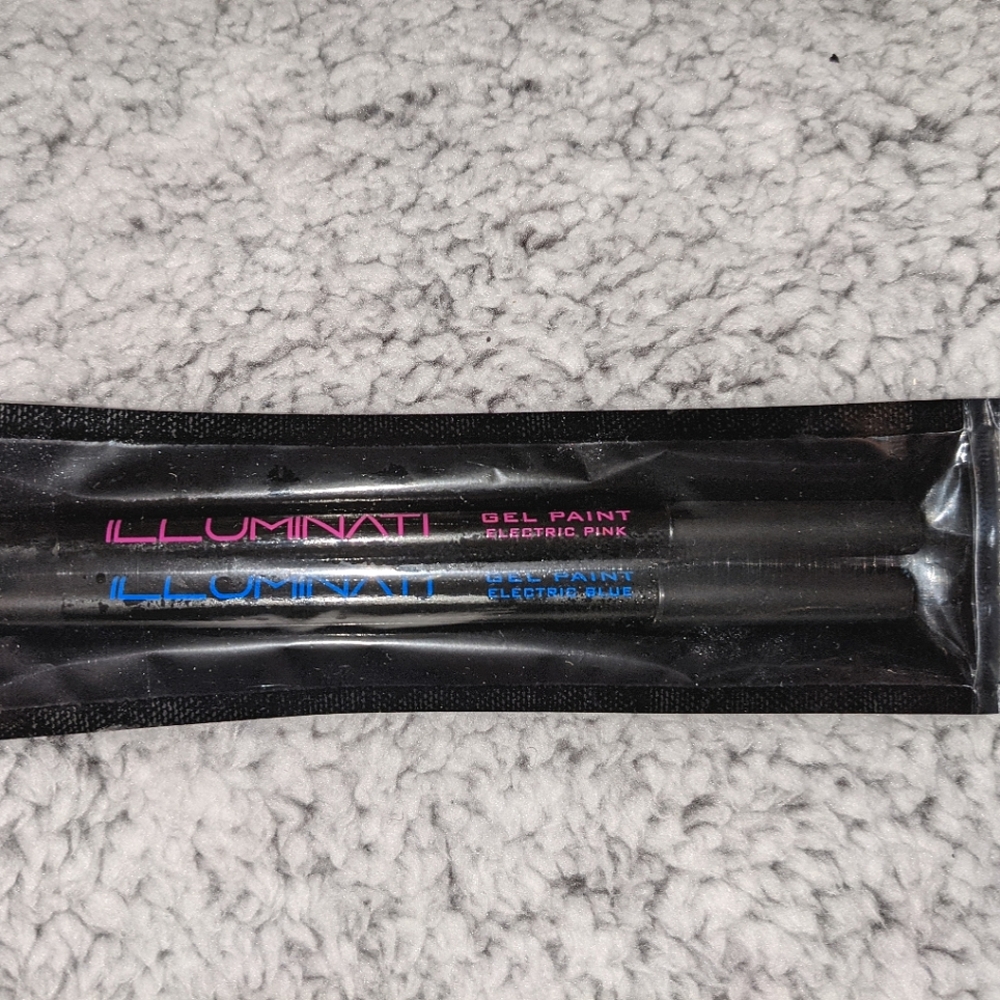 ILLUMINATI
GEL PAINT
ELECTRIC PINK
ILLUMINATI
GEL PAINT
ELECTRIC BLUE